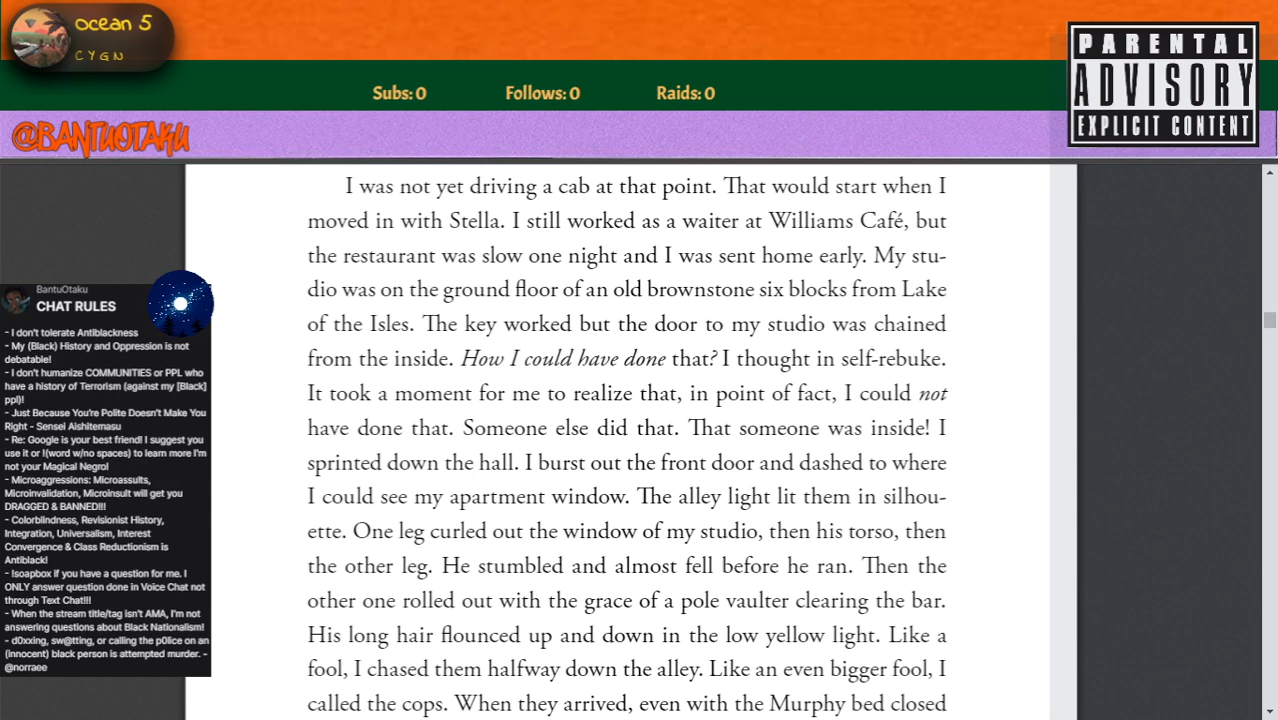 ocean 5
CYGN
PARENTAL
ADVISORY
EXPLICIT CONTENT
Subs: 0
Follows: 0
Raids: 0
@BANTUOTAKU
I was not yet driving a cab at that point. That would start when I
moved in with Stella. I still worked as a waiter at Williams Café, but
the restaurant was slow one night and I was sent home early. My stu-
dio was on the ground floor of an old brownstone six blocks from Lake
of the Isles. The key worked but the door to my studio was chained
from the inside. How I could have done that? I thought in self-rebuke.
It took a moment for me to realize that, in point of fact, I could not
have done that. Someone else did that. That someone was inside! I
sprinted down the hall. I burst out the front door and dashed to where
I could see my apartment window. The alley light lit them in silhou-
ette. One leg curled out the window of my studio, then his torso, then
the other leg. He stumbled and almost fell before he ran. Then the
other one rolled out with the grace of a pole vaulter clearing the bar.
His long hair flounced up and down in the low yellow light. Like a
fool, I chased them halfway down the alley. Like an even bigger fool, I
called the cops. When they arrived, even with the Murphy bed closed
BantuOtaku
CHAT RULES
- I don't tolerate Antiblackness
- My (Black) History and Oppression is not
debatable!
- I don't humanize COMMUNITIES or PPL who
have a history of Terrorism (against my [Black]
ppl)!
- Just Because You're Polite Doesn't Make You
Right - Sensei Aishitemasu
- Re: Google is your best friend! I suggest you
use it or !(word w/no spaces) to learn more I'm
not your Magical Negro!
- Microaggressions: Microassults,
Microinvalidation, Microinsult will get you
DRAGGED & BANNED!!!
- Colorblindness, Revisionist History,
Integration, Universalism, Interest
Convergence & Class Reductionism is
Antiblack!
- !soapbox if you have a question for me. I
ONLY answer question done in Voice Chat not
through Text Chat!!!
- When the stream title/tag isn't AMA, I'm not
answering questions about Black Nationalism!
- d0xxing, sw@tting, or calling the p0lice on an
(innocent) black person is attempted murder. -
@norraee